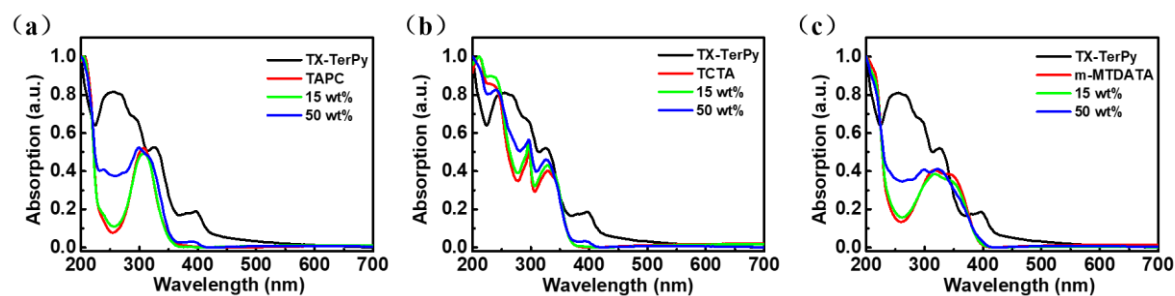 (a)
Absorption (a.u.)
1.0
0.8
0.6
0.4
0.2
0.0
TX-TerPy
TAPC
15 wt%
50 wt%
200 300 400 500 600 700
Wavelength (nm)
(b)
Absorption (a.u.)
1.0
0.8
0.6
0.4
0.2
0.0
TX-TerPy
TCTA
15 wt%
50 wt%
200 300 400 500 600 700
Wavelength (nm)
(c)
Absorption (a.u.)
1.0
0.8
0.6
0.4
0.2
0.0
TX-TerPy
m-MTDATA
15 wt%
50 wt%
200 300 400 500 600 700
Wavelength (nm)